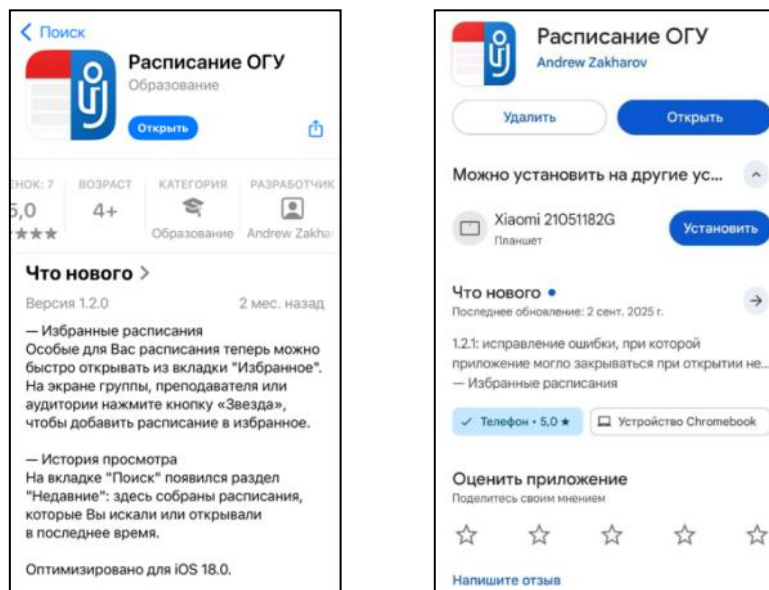 Поиск
Расписание ОГУ
Образование
Открыть
ЕНОК: 7
ВОЗРАСТ
КАТЕГОРИЯ
РАЗРАБОТЧИК
5,0
4+
Образование
Andrew Zakha
Что нового >
Версия 1.2.0
2 мес. назад
— Избранные расписания
Особые для Вас расписания теперь можно
быстро открывать из вкладки "Избранное".
На экране группы, преподавателя или
аудитории нажмите кнопку «Звезда»,
чтобы добавить расписание в избранное.
— История просмотра
На вкладке "Поиск" появился раздел
"Недавние": здесь собраны расписания,
которые Вы искали или открывали
в последнее время.
Оптимизировано для iOS 18.0.
Расписание ОГУ
Andrew Zakharov
Удалить
Открыть
Можно установить на другие ус...
Xiaomi 21051182G
Планшет
Установить
Что нового •
Последнее обновление: 2 сент. 2025 г.
1.2.1: исправление ошибки, при которой
приложение могло закрываться при открытии не...
— Избранные расписания
Телефон • 5,0 ★
Устройство Chromebook
Оценить приложение
Поделитесь своим мнением
Напишите отзыв